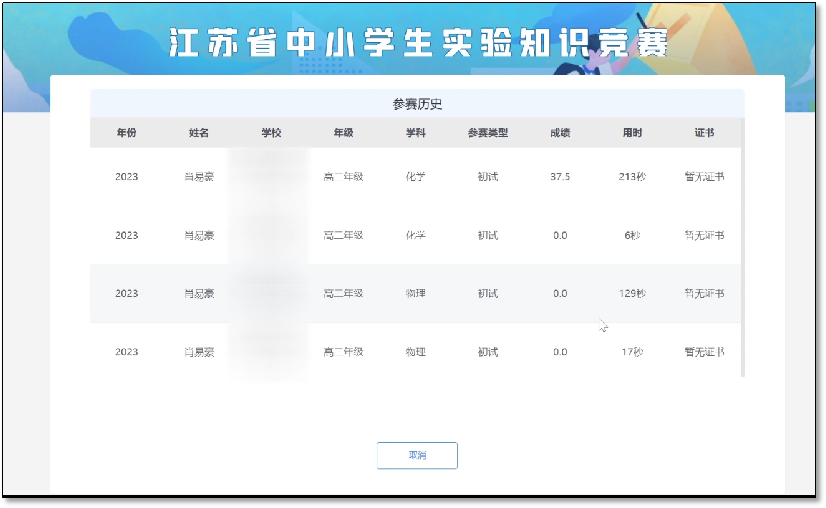 江苏省中小学生实验知识竞赛
参赛历史
年份 姓名 学校 年级 学科 参赛类型 成绩 用时 证书
2023 肖易豪 高二年级 化学 初试 37.5 213秒 暂无证书
2023 肖易豪 高二年级 化学 初试 0.0 6秒 暂无证书
2023 肖易豪 高二年级 物理 初试 0.0 129秒 暂无证书
2023 肖易豪 高二年级 物理 初试 0.0 17秒 暂无证书
取消